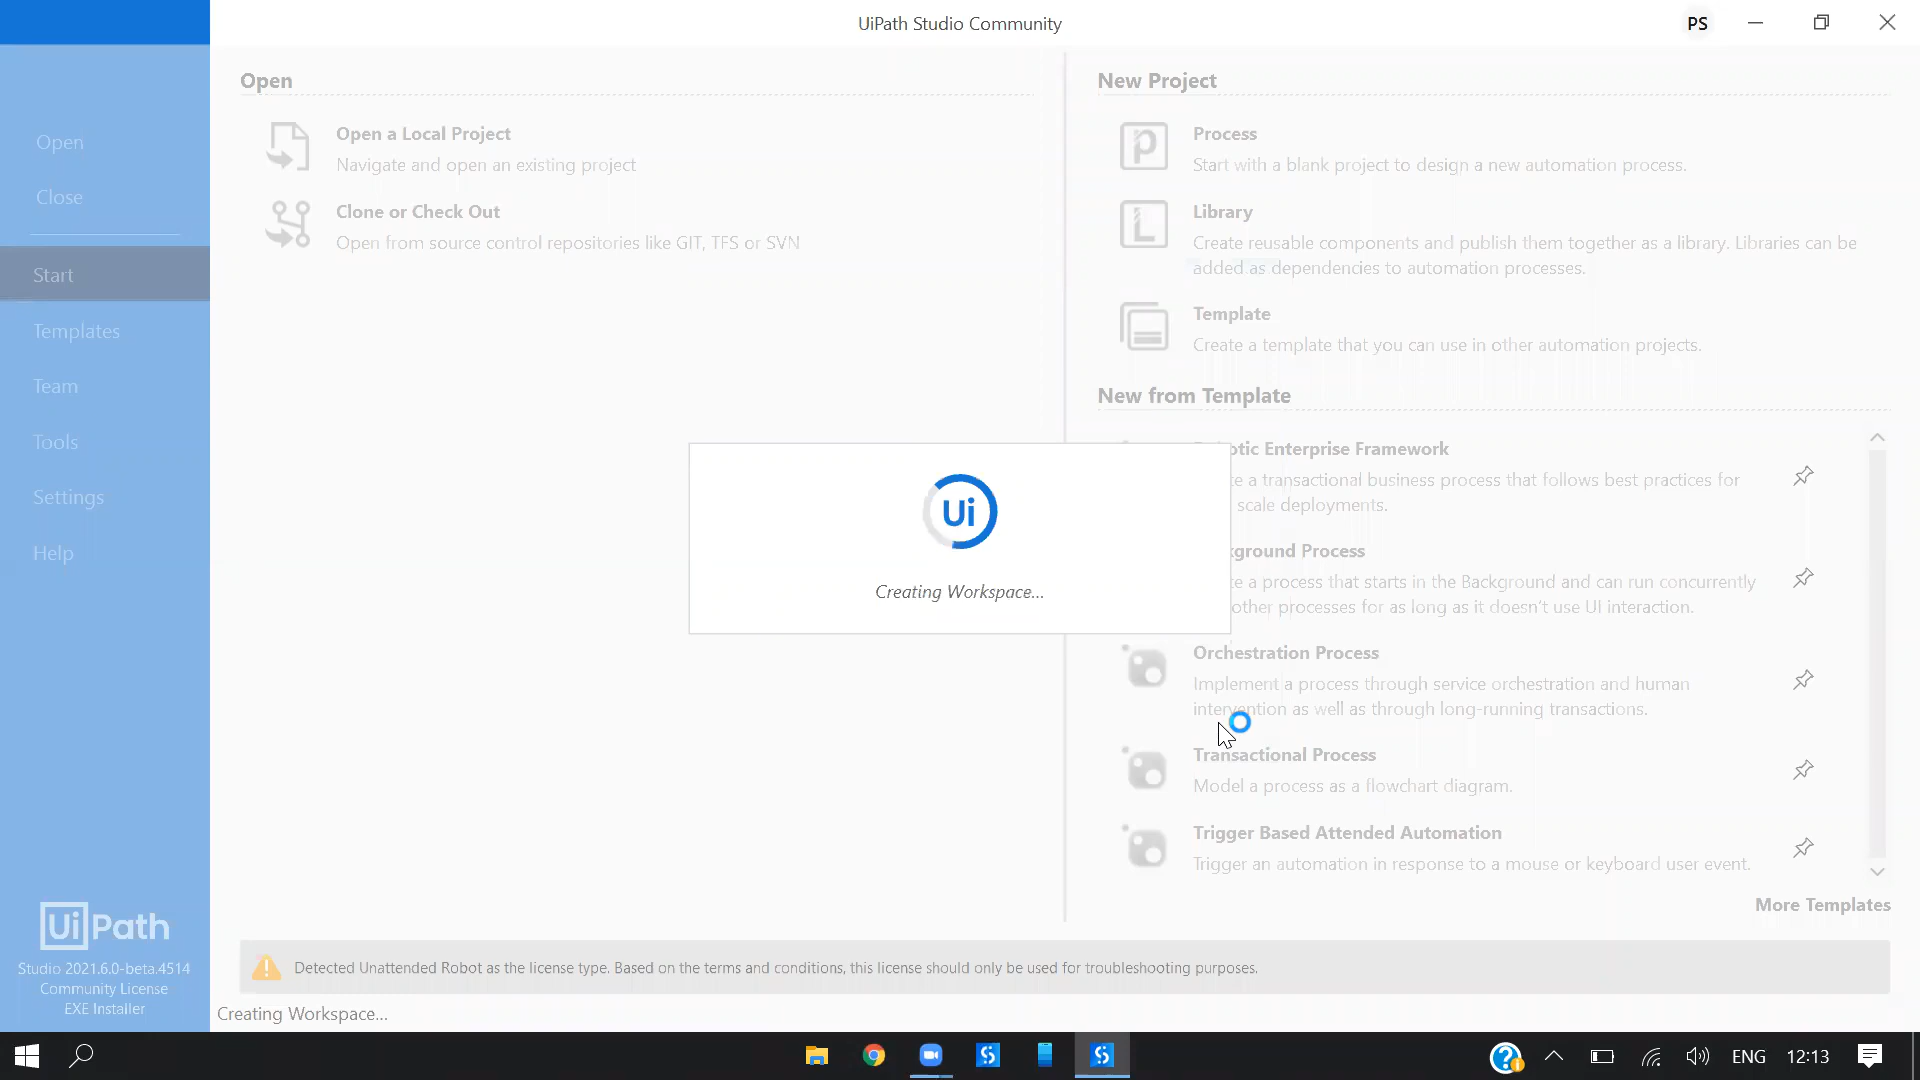 UiPath Studio Community
PS
Open
Close
Start
Templates
Team
Tools
Settings
Help
Ui Path
Studio 2021.6.0-beta.4514
Community License
EXE Installer
Open
Open a Local Project
Navigate and open an existing project
Clone or Check Out
Open from source control repositories like GIT, TFS or SVN
New Project
Process
Start with a blank project to design a new automation process.
Library
Create reusable components and publish them together as a library. Libraries can be
added as dependencies to automation processes.
Template
Create a template that you can use in other automation projects.
New from Template
Enterprise Framework
a transactional business process that follows best practices for
scale deployments.
Process
a process that starts in the Background and can run concurrently
other processes for as long as it doesn't use UI interaction.
Orchestration Process
Implement a process through service orchestration and human
intervention as well as through long-running transactions.
Transactional Process
Model a process as a flowchart diagram.
Trigger Based Attended Automation
Trigger an automation in response to a mouse or keyboard user event.
More Templates
Ui
Creating Workspace...
Detected Unattended Robot as the license type. Based on the terms and conditions, this license should only be used for troubleshooting purposes.
Creating Workspace...
ENG
12:13